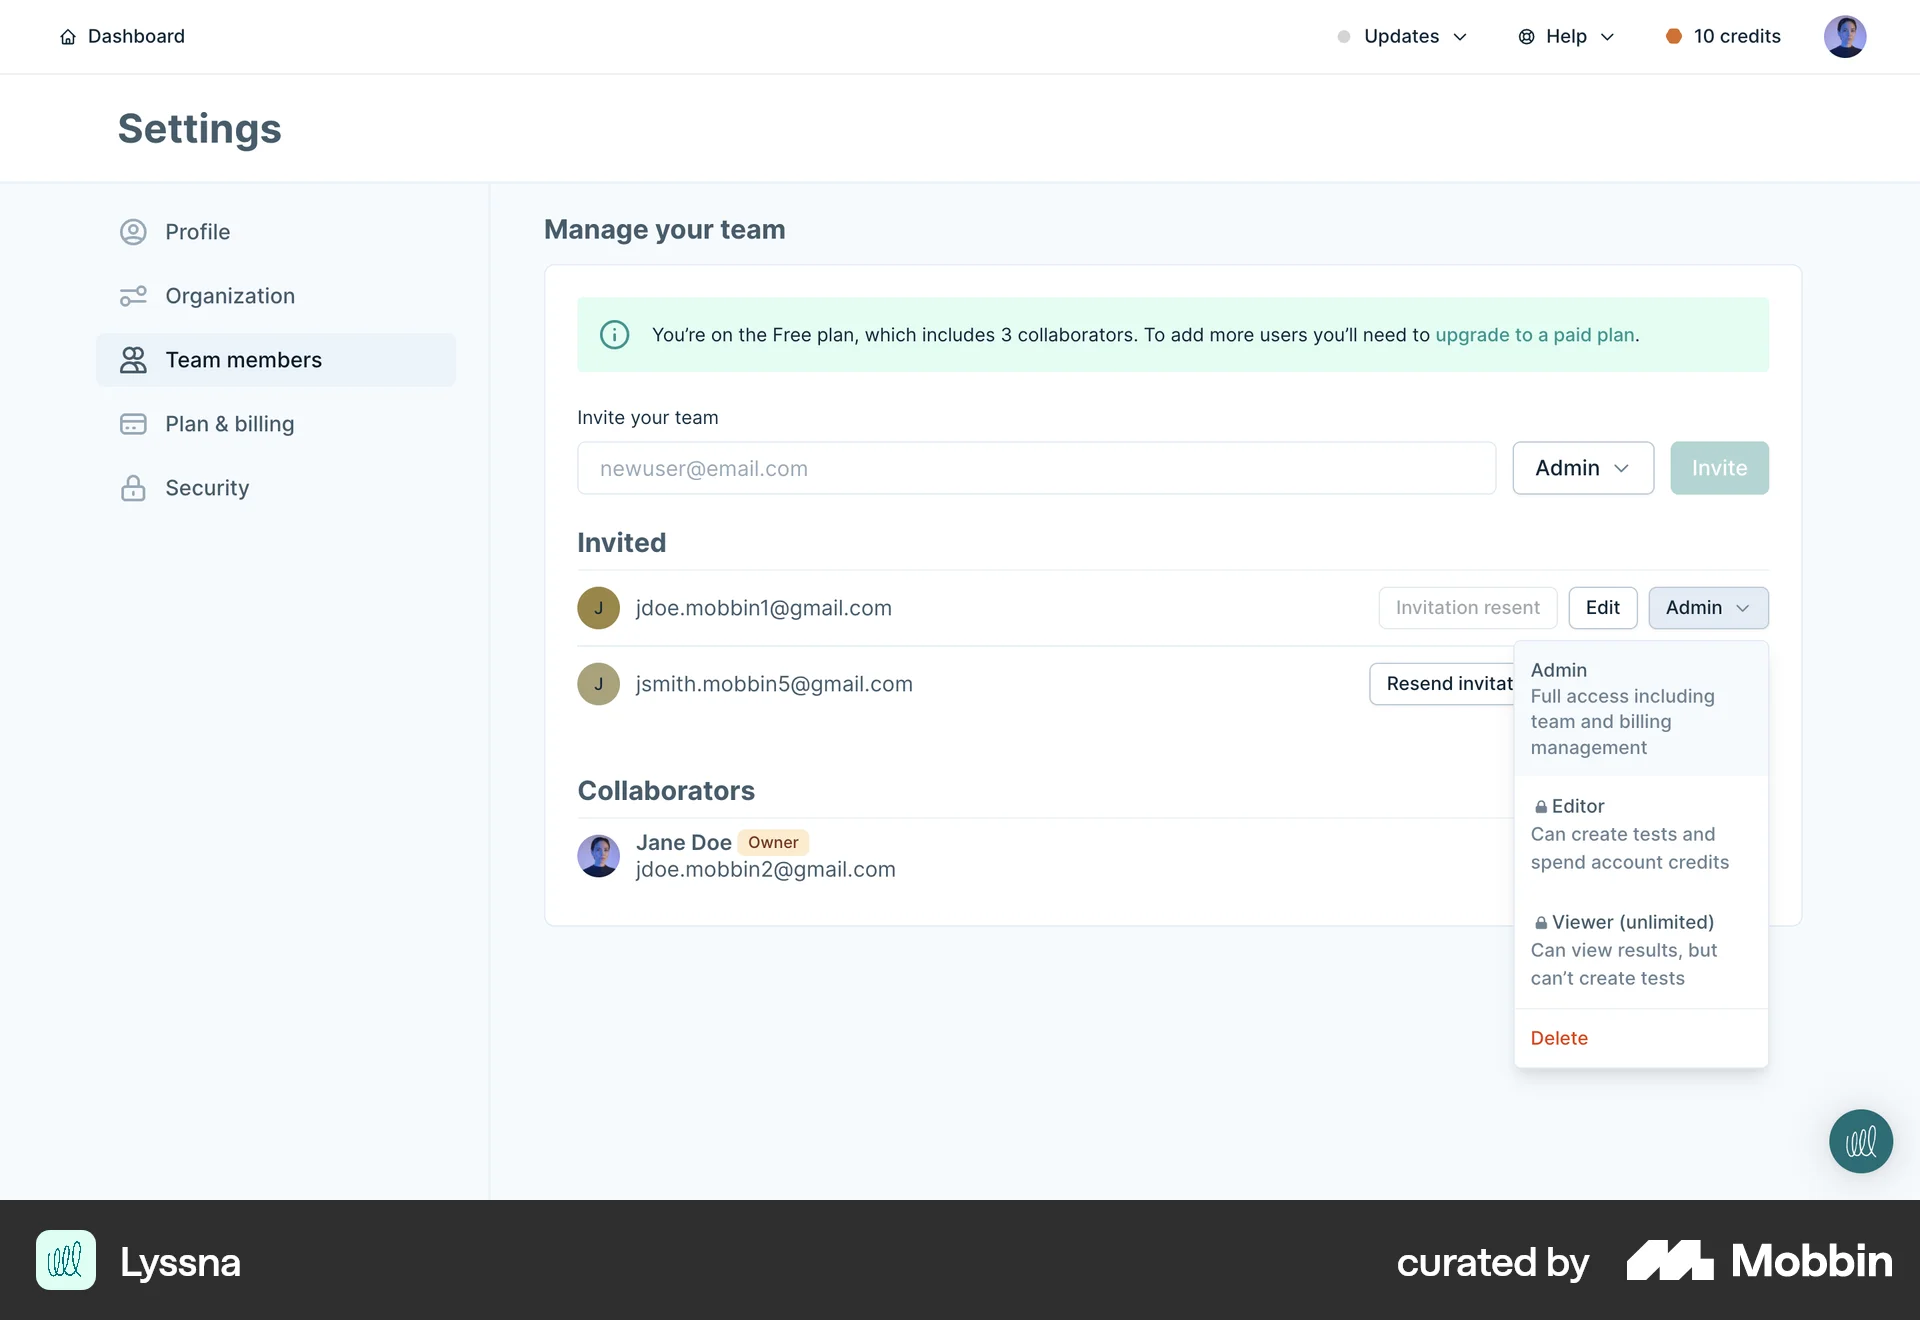 Dashboard
Updates
Help
10 credits
Settings
Profile
Organization
Team members
Plan & billing
Security
Manage your team
You’re on the Free plan, which includes 3 collaborators. To add more users you’ll need to upgrade to a paid plan.
Invite your team
newuser@email.com
Admin
Invite
Invited
J
jdoe.mobbin1@gmail.com
Invitation resent
Edit
Admin
J
jsmith.mobbin5@gmail.com
Resend invitat
Admin
Full access including
team and billing
management
Editor
Can create tests and
spend account credits
Viewer (unlimited)
Can view results, but
can’t create tests
Delete
Collaborators
Jane Doe Owner
jdoe.mobbin2@gmail.com
Lyssna
curated by Mobbin